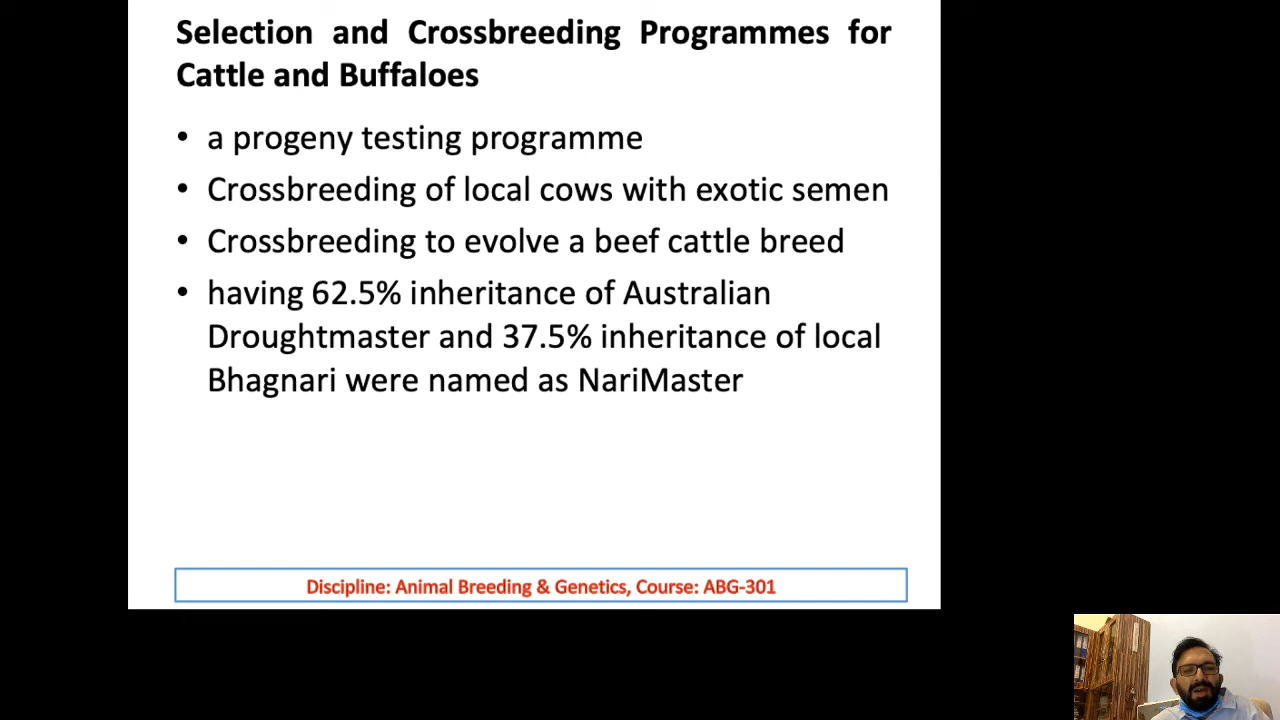 Selection and Crossbreeding Programmes for
Cattle and Buffaloes
• a progeny testing programme
• Crossbreeding of local cows with exotic semen
• Crossbreeding to evolve a beef cattle breed
• having 62.5% inheritance of Australian
Droughtmaster and 37.5% inheritance of local
Bhagnari were named as NariMaster
Discipline: Animal Breeding & Genetics, Course: ABG-301